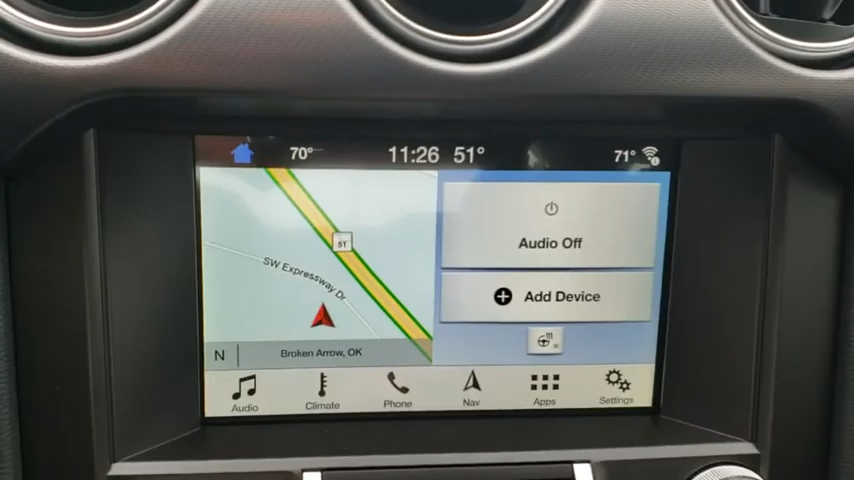 70° 11:26 51° 71°
51
Audio Off
SW Expressway Dr
Add Device
N Broken Arrow, OK
Audio Climate Phone Nav Apps Settings